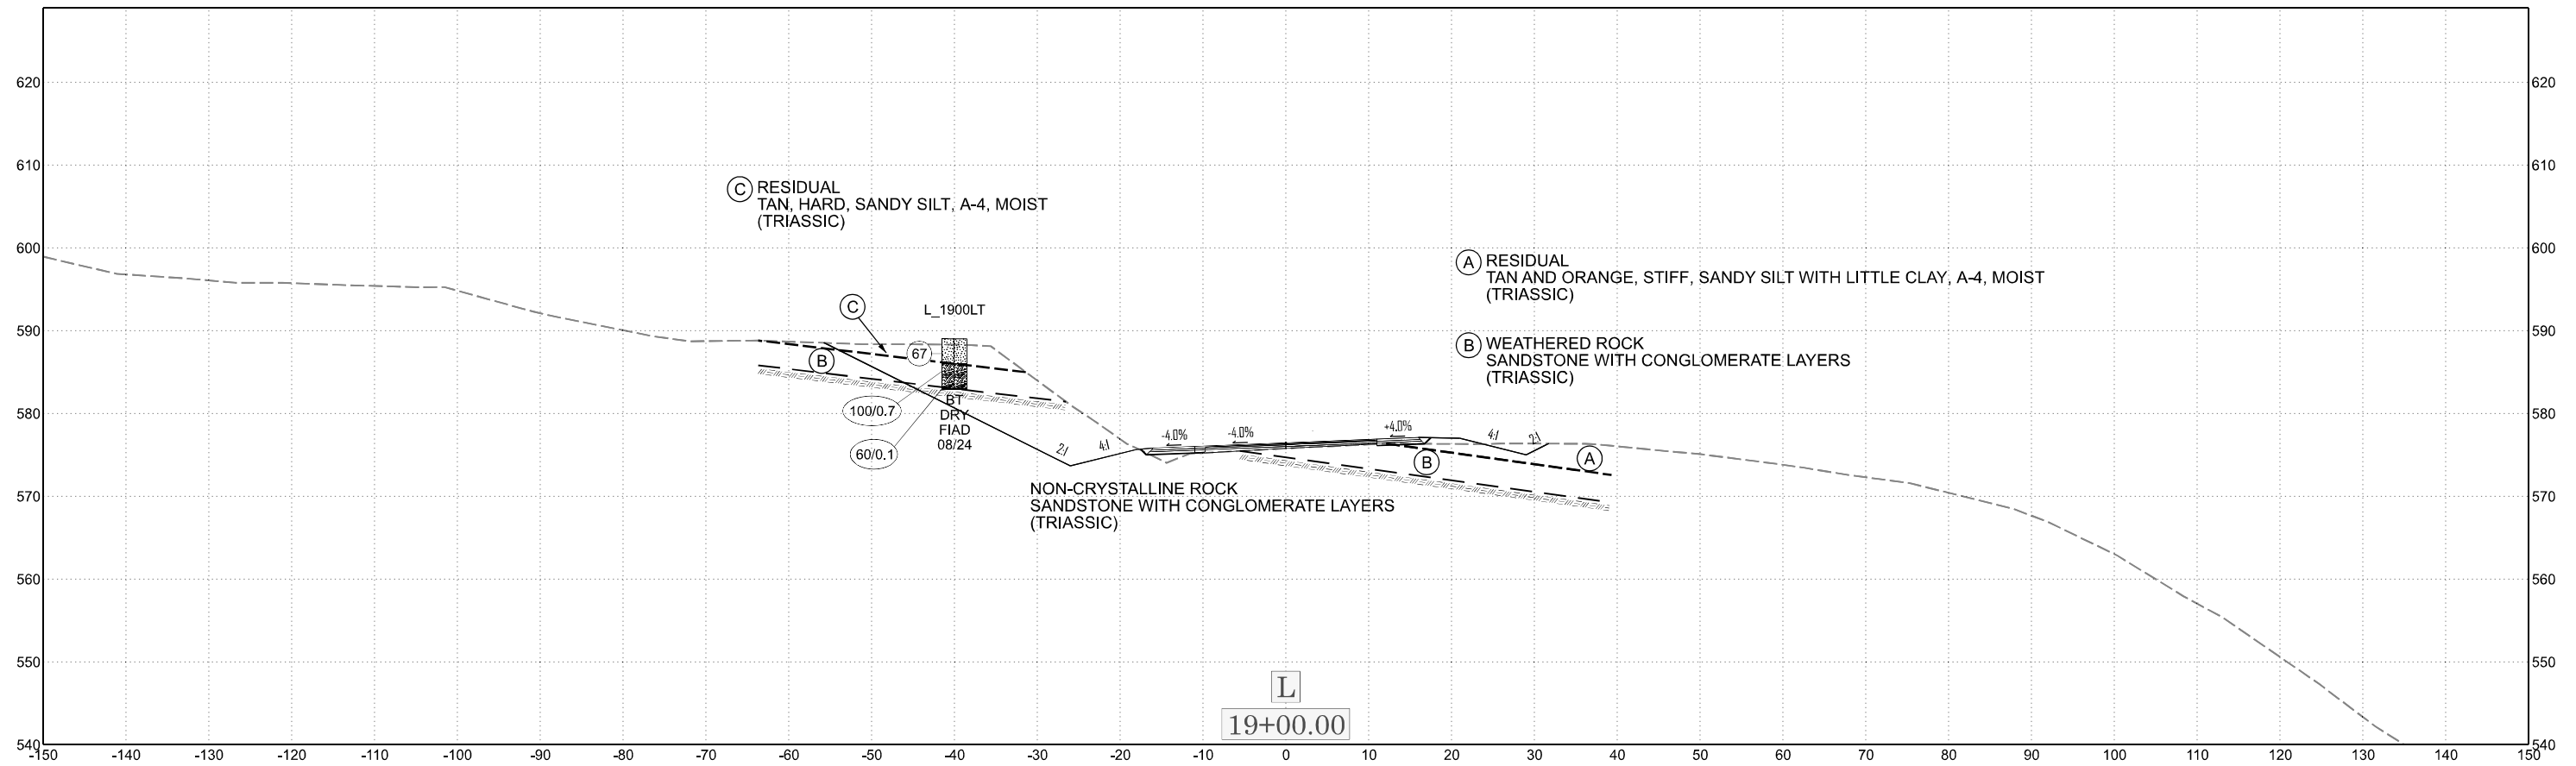 620
620
610
610
C RESIDUAL
TAN, HARD, SANDY SILT, A-4, MOIST
(TRIASSIC)
600
600
A RESIDUAL
TAN AND ORANGE, STIFF, SANDY SILT WITH LITTLE CLAY, A-4, MOIST
(TRIASSIC)
C
L_1900LT
590
590
B WEATHERED ROCK
SANDSTONE WITH CONGLOMERATE LAYERS
(TRIASSIC)
67
B
580
580
100/0.7
60/0.1
BT
DRY
FIAD
08/24
2:1
4:1
-4.0%
-4.0%
+4.0%
4:1
2:1
B
A
570
570
NON-CRYSTALLINE ROCK
SANDSTONE WITH CONGLOMERATE LAYERS
(TRIASSIC)
560
560
550
550
L
19+00.00
540
540
-150 -140 -130 -120 -110 -100 -90 -80 -70 -60 -50 -40 -30 -20 -10 0 10 20 30 40 50 60 70 80 90 100 110 120 130 140 150